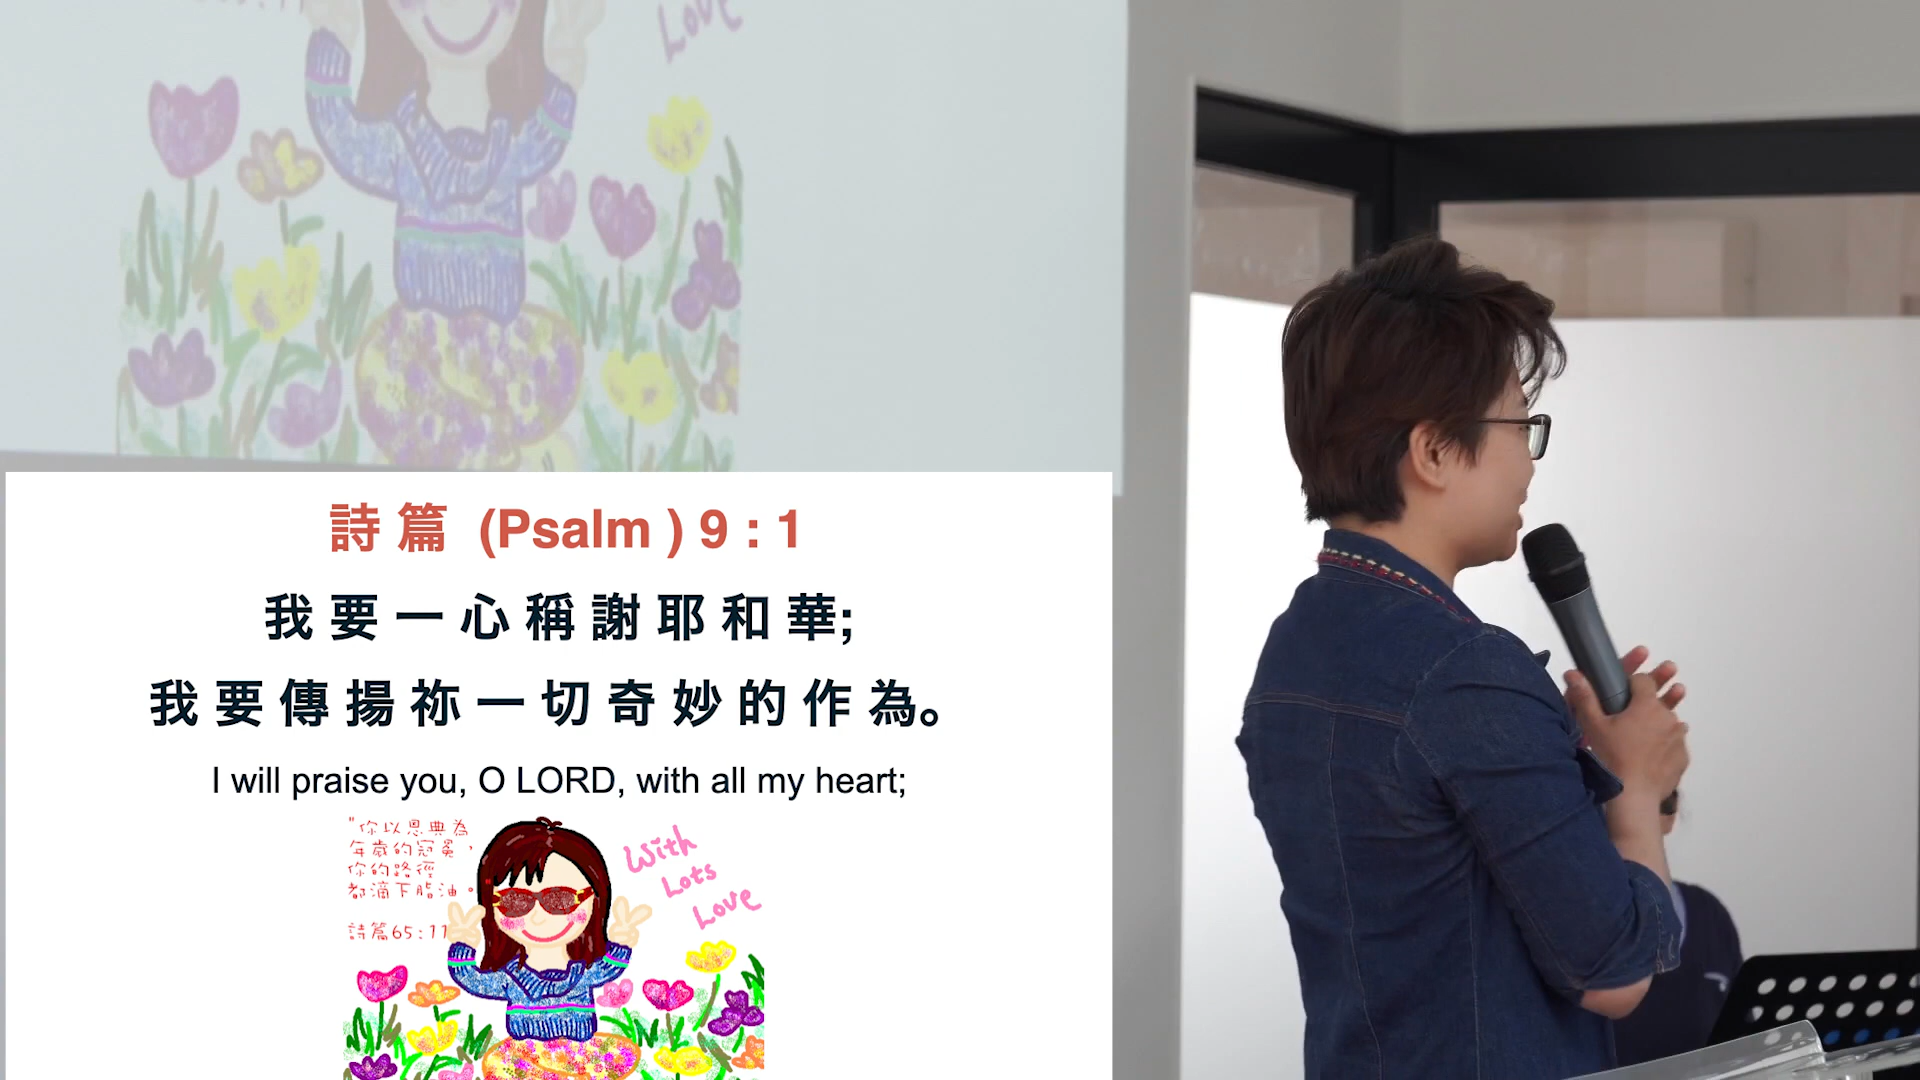 Love
詩篇 (Psalm ) 9 : 1
我要一心稱謝耶和華;
我要傳揚祢一切奇妙的作為。
I will praise you, O LORD, with all my heart;
"你以恩典為
年歲的冠冕，
你的路徑
都滴下脂油。
詩篇65:11
With
Lots
Love